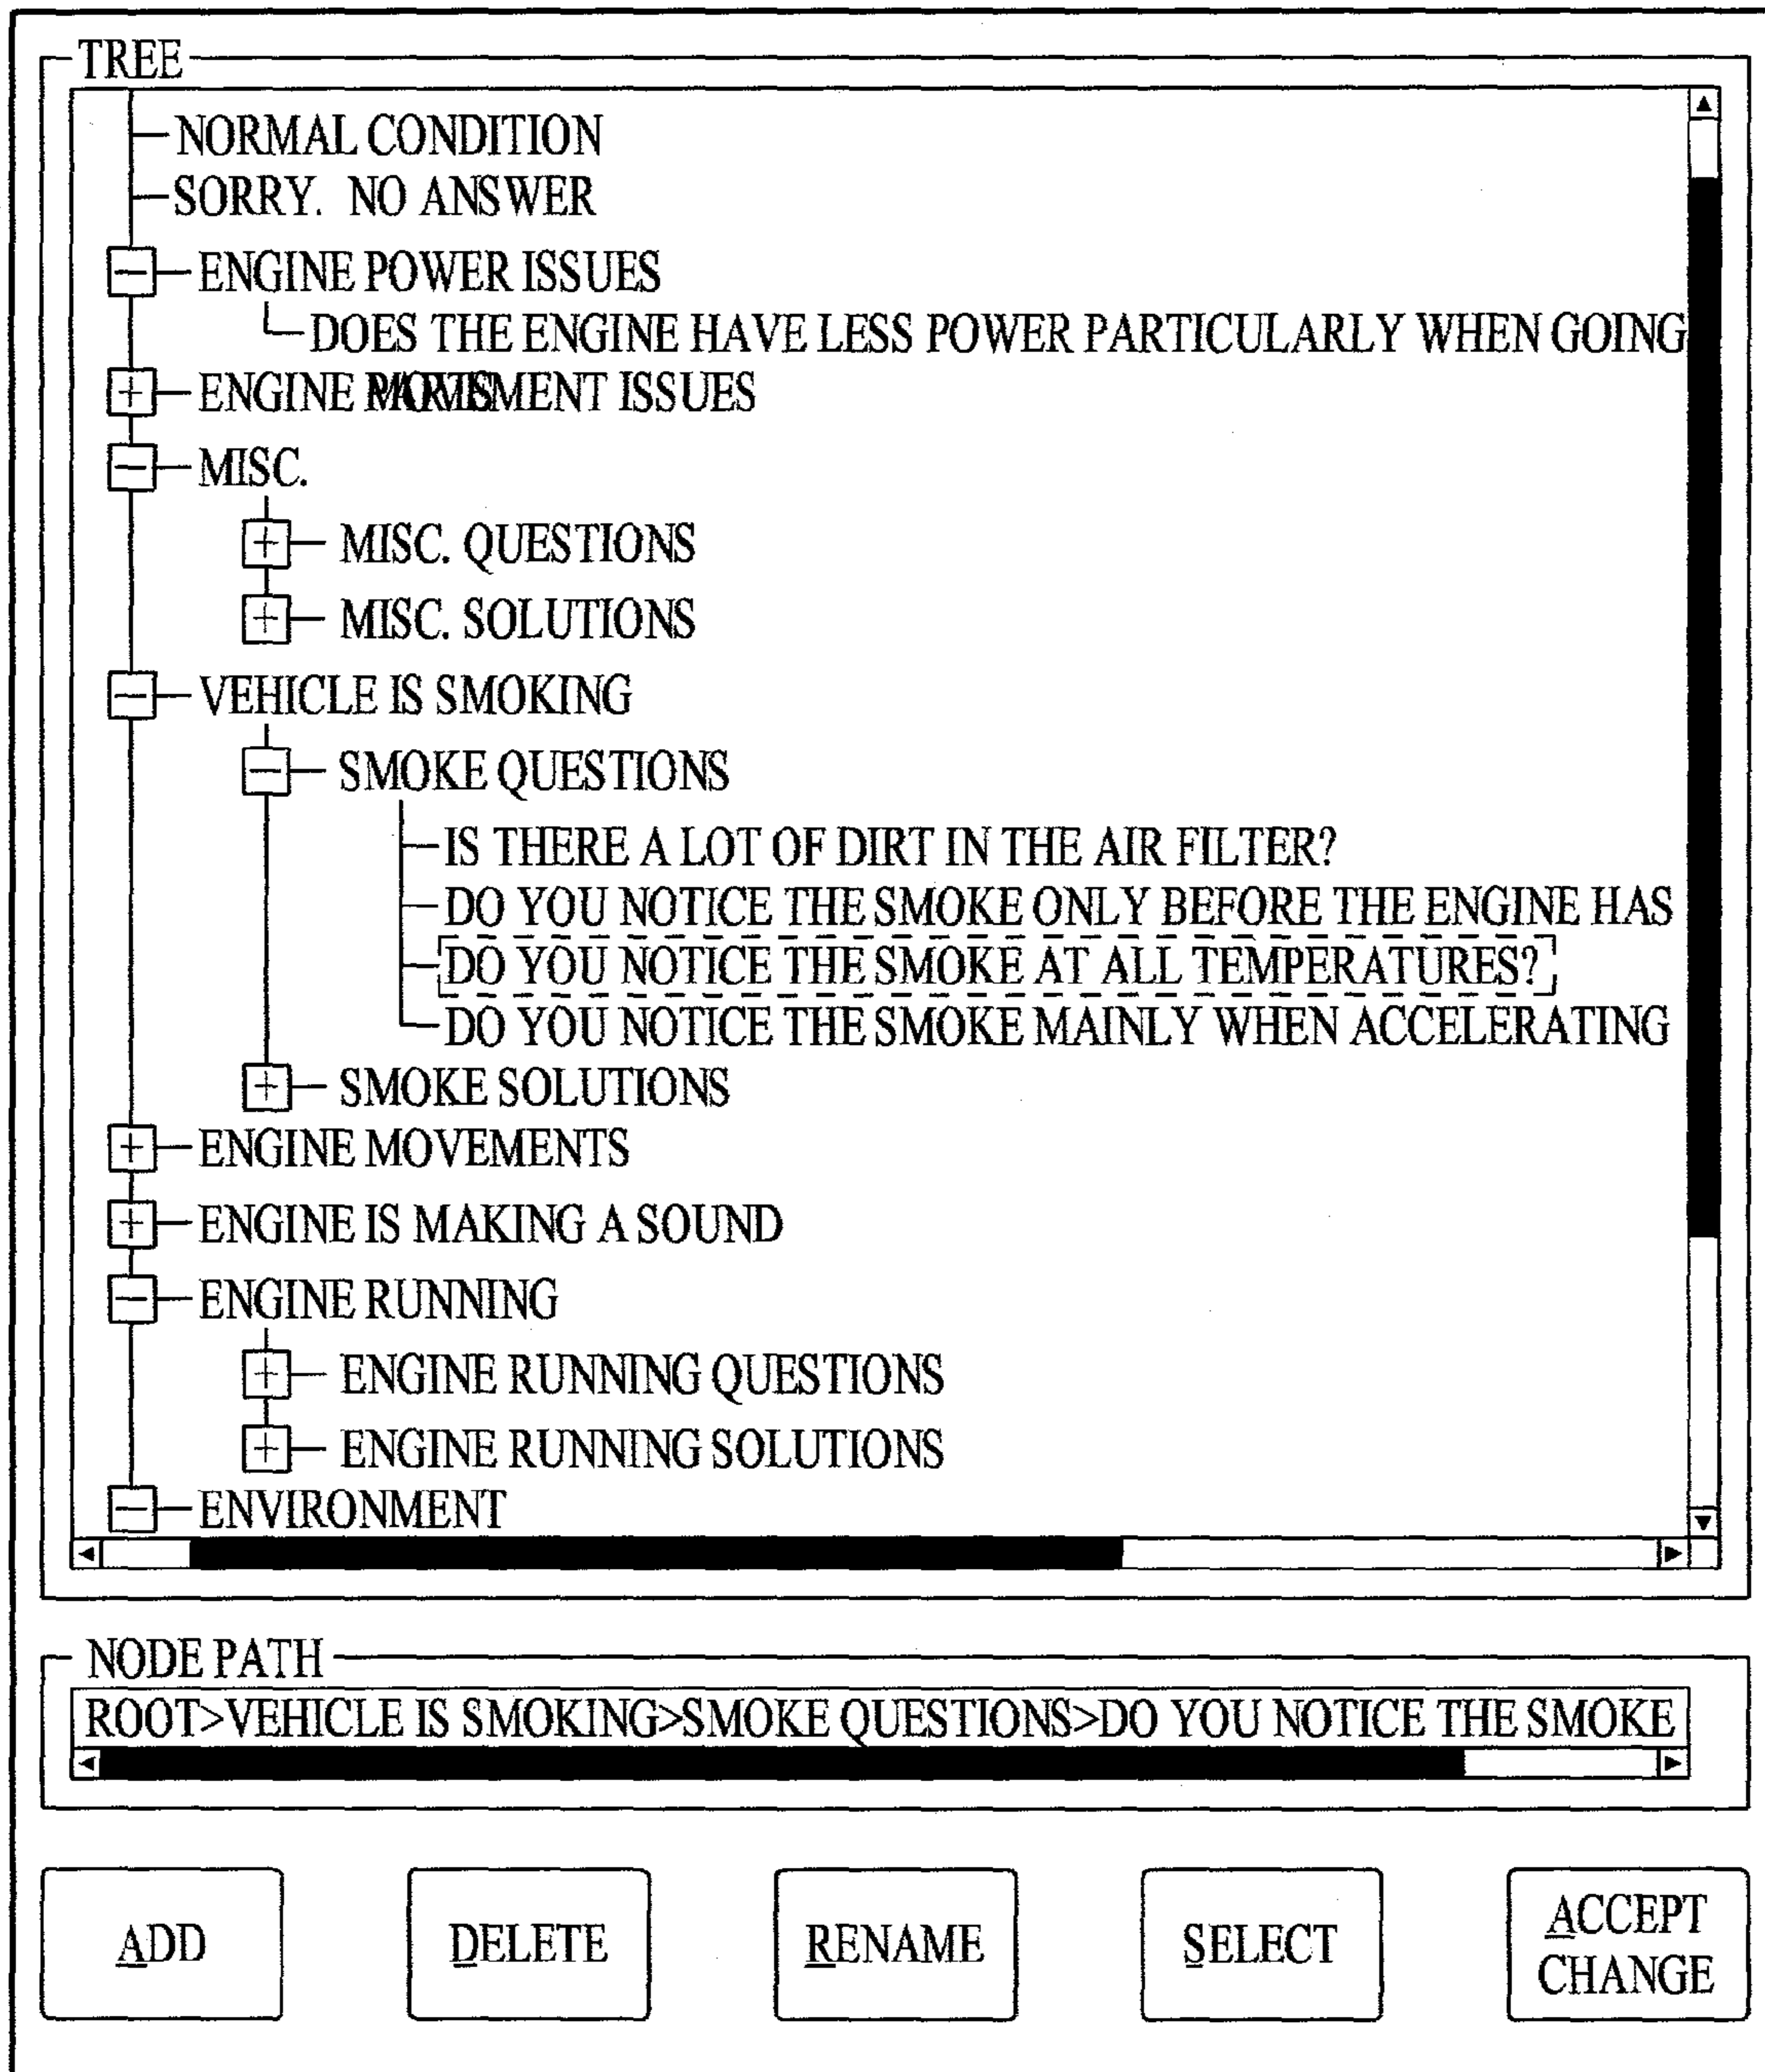 TREE
NORMAL CONDITION
SORRY. NO ANSWER
ENGINE POWER ISSUES
DOES THE ENGINE HAVE LESS POWER PARTICULARLY WHEN GOING
ENGINE ISSUES
MISC.
MISC. QUESTIONS
MISC. SOLUTIONS
VEHICLE IS SMOKING
SMOKE QUESTIONS
IS THERE A LOT OF DIRT IN THE AIR FILTER?
DO YOU NOTICE THE SMOKE ONLY BEFORE THE ENGINE HAS
DO YOU NOTICE THE SMOKE AT ALL TEMPERATURES?
DO YOU NOTICE THE SMOKE MAINLY WHEN ACCELERATING
SMOKE SOLUTIONS
ENGINE MOVEMENTS
ENGINE IS MAKING A SOUND
ENGINE RUNNING
ENGINE RUNNING QUESTIONS
ENGINE RUNNING SOLUTIONS
ENVIRONMENT
NODE PATH
ROOT>VEHICLE IS SMOKING>SMOKE QUESTIONS>DO YOU NOTICE THE SMOKE
ADD
DELETE
RENAME
SELECT
ACCEPT
CHANGE